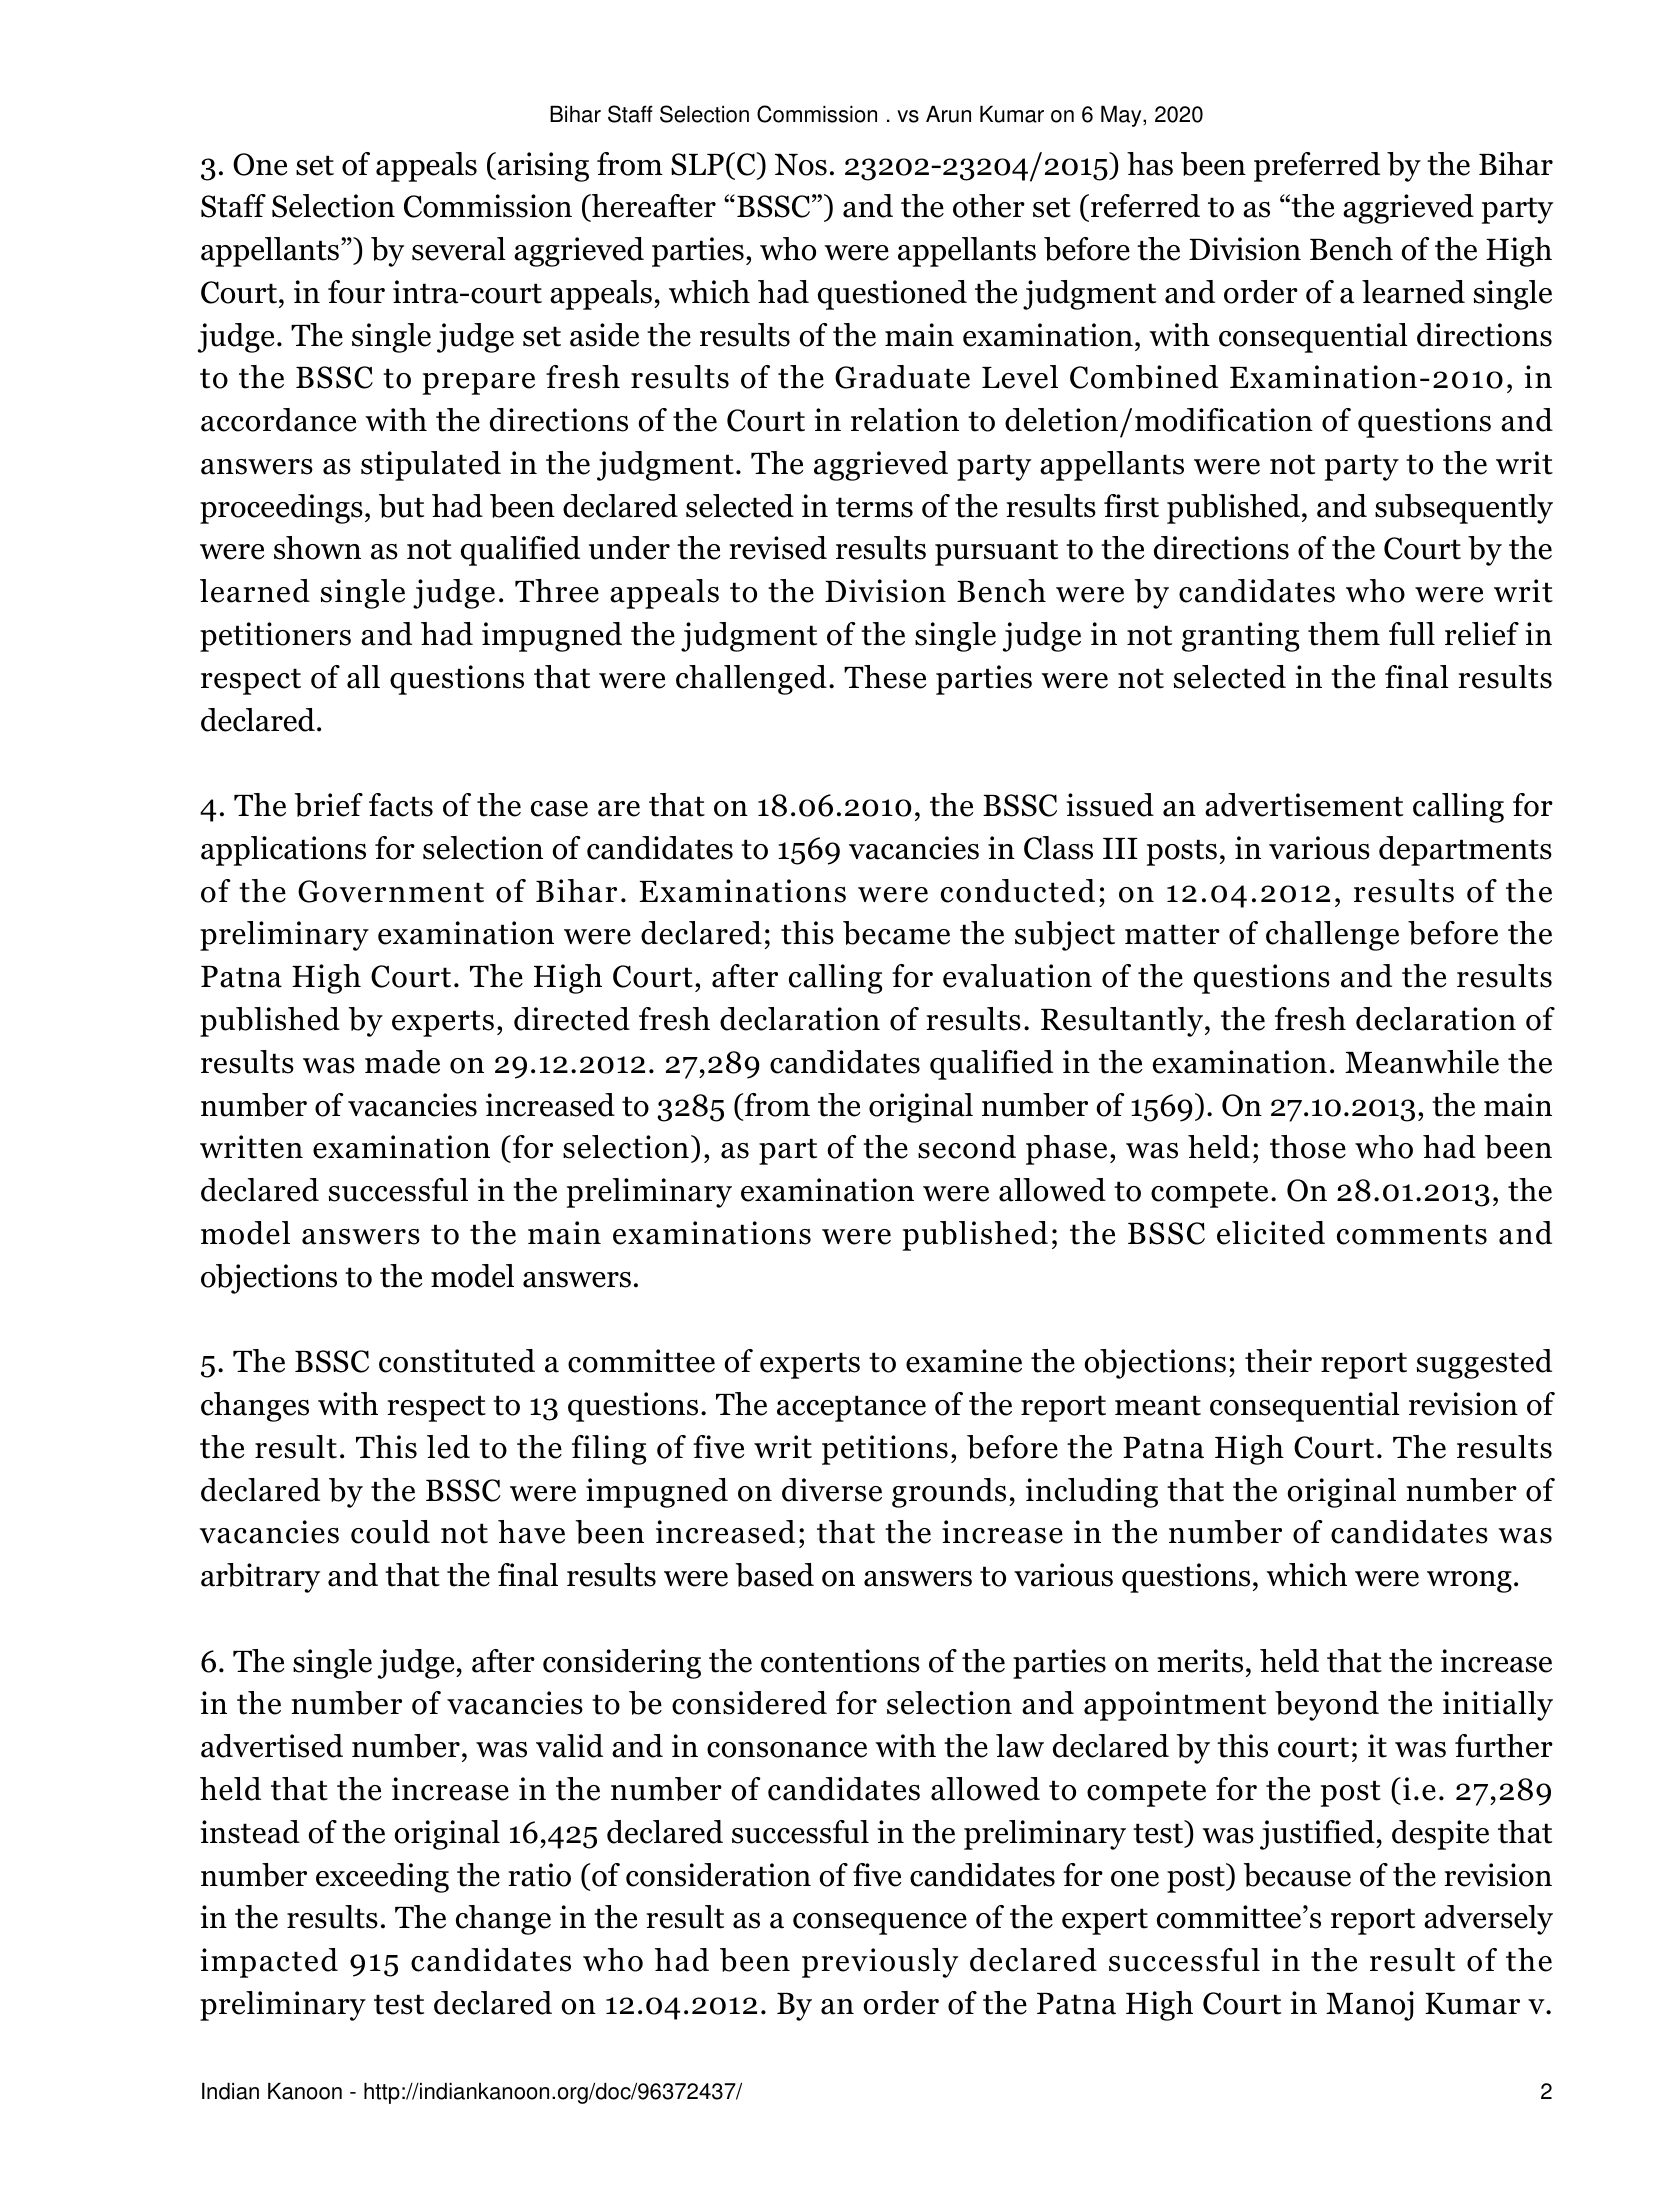 Bihar Staff Selection Commission . vs Arun Kumar on 6 May, 2020
3. One set of appeals (arising from SLP(C) Nos. 23202-23204/2015) has been preferred by the Bihar
Staff Selection Commission (hereafter “BSSC”) and the other set (referred to as “the aggrieved party
appellants”) by several aggrieved parties, who were appellants before the Division Bench of the High
Court, in four intra-court appeals, which had questioned the judgment and order of a learned single
judge. The single judge set aside the results of the main examination, with consequential directions
to the BSSC to prepare fresh results of the Graduate Level Combined Examination-2010, in
accordance with the directions of the Court in relation to deletion/modification of questions and
answers as stipulated in the judgment. The aggrieved party appellants were not party to the writ
proceedings, but had been declared selected in terms of the results first published, and subsequently
were shown as not qualified under the revised results pursuant to the directions of the Court by the
learned single judge. Three appeals to the Division Bench were by candidates who were writ
petitioners and had impugned the judgment of the single judge in not granting them full relief in
respect of all questions that were challenged. These parties were not selected in the final results
declared.
4. The brief facts of the case are that on 18.06.2010, the BSSC issued an advertisement calling for
applications for selection of candidates to 1569 vacancies in Class III posts, in various departments
of the Government of Bihar. Examinations were conducted; on 12.04.2012, results of the
preliminary examination were declared; this became the subject matter of challenge before the
Patna High Court. The High Court, after calling for evaluation of the questions and the results
published by experts, directed fresh declaration of results. Resultantly, the fresh declaration of
results was made on 29.12.2012. 27,289 candidates qualified in the examination. Meanwhile the
number of vacancies increased to 3285 (from the original number of 1569). On 27.10.2013, the main
written examination (for selection), as part of the second phase, was held; those who had been
declared successful in the preliminary examination were allowed to compete. On 28.01.2013, the
model answers to the main examinations were published; the BSSC elicited comments and
objections to the model answers.
5. The BSSC constituted a committee of experts to examine the objections; their report suggested
changes with respect to 13 questions. The acceptance of the report meant consequential revision of
the result. This led to the filing of five writ petitions, before the Patna High Court. The results
declared by the BSSC were impugned on diverse grounds, including that the original number of
vacancies could not have been increased; that the increase in the number of candidates was
arbitrary and that the final results were based on answers to various questions, which were wrong.
6. The single judge, after considering the contentions of the parties on merits, held that the increase
in the number of vacancies to be considered for selection and appointment beyond the initially
advertised number, was valid and in consonance with the law declared by this court; it was further
held that the increase in the number of candidates allowed to compete for the post (i.e. 27,289
instead of the original 16,425 declared successful in the preliminary test) was justified, despite that
number exceeding the ratio (of consideration of five candidates for one post) because of the revision
in the results. The change in the result as a consequence of the expert committee’s report adversely
impacted 915 candidates who had been previously declared successful in the result of the
preliminary test declared on 12.04.2012. By an order of the Patna High Court in Manoj Kumar v.
Indian Kanoon - http://indiankanoon.org/doc/96372437/ 2